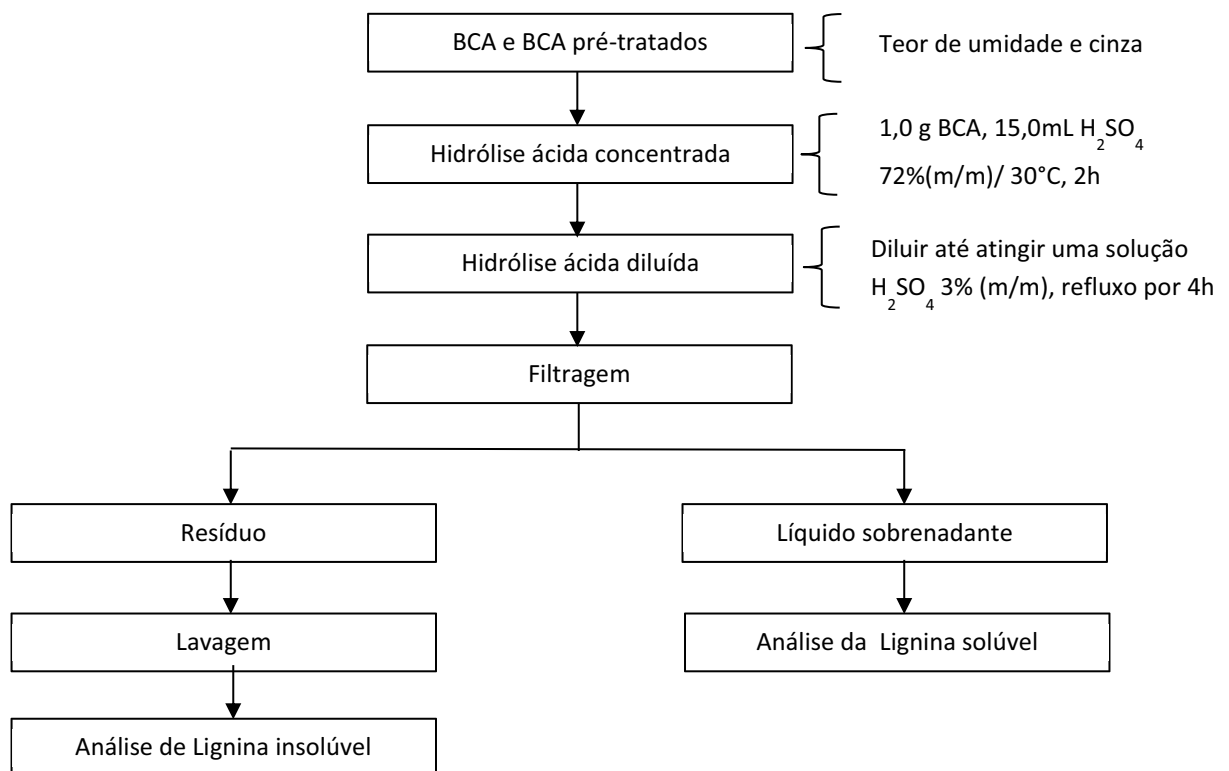 BCA e BCA pré-tratados
Teor de umidade e cinza
Hidrólise ácida concentrada
1,0 g BCA, 15,0mL H₂SO₄
72%(m/m)/ 30°C, 2h
Hidrólise ácida diluída
Diluir até atingir uma solução
H₂SO₄ 3% (m/m), refluxo por 4h
Filtragem
Resíduo
Líquido sobrenadante
Lavagem
Análise da Lignina solúvel
Análise de Lignina insolúvel